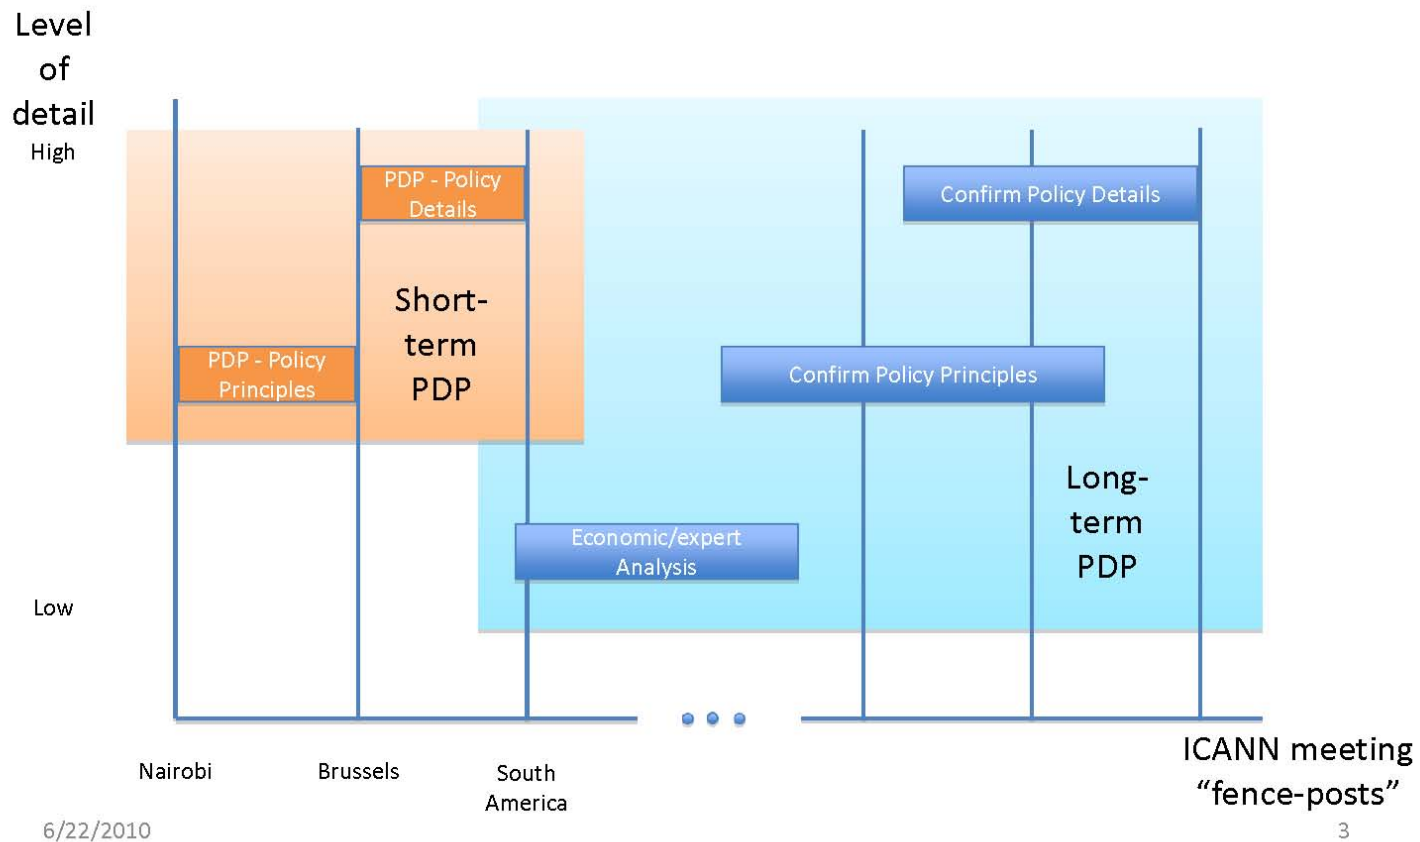 Level
of
detail
High
PDP - Policy
Details
Confirm Policy Details
Short-
term
PDP
PDP - Policy
Principles
Confirm Policy Principles
Long-
term
PDP
Economic/expert
Analysis
Low
Nairobi
Brussels
South
America
ICANN meeting
“fence-posts”
6/22/2010
3